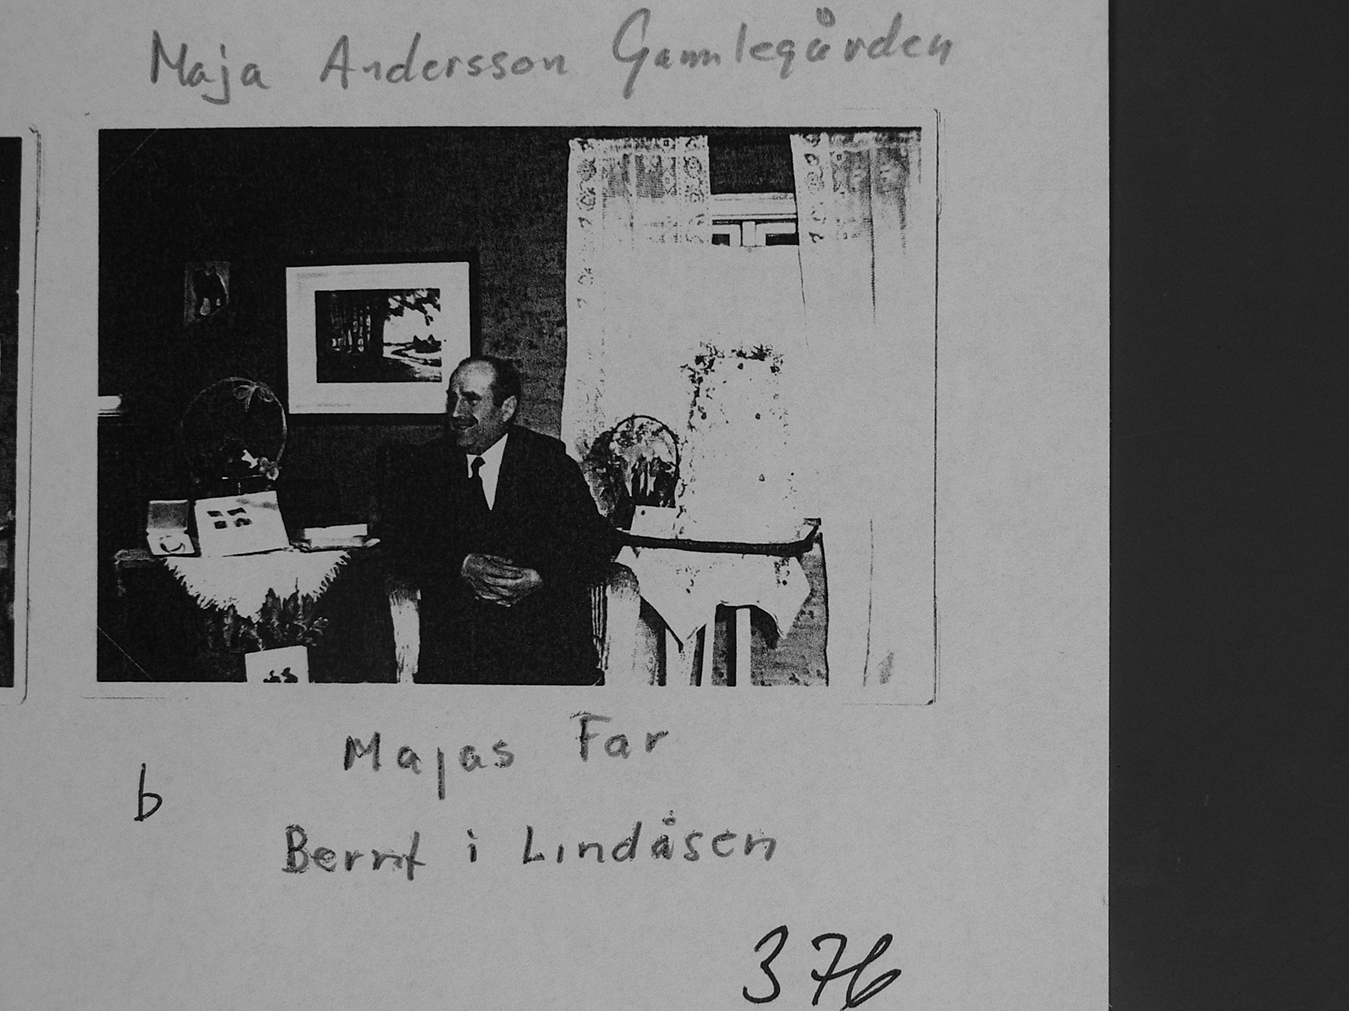 Maja Andersson Gamlegården
Majas Far
b
Bernt i Lindåsen
376